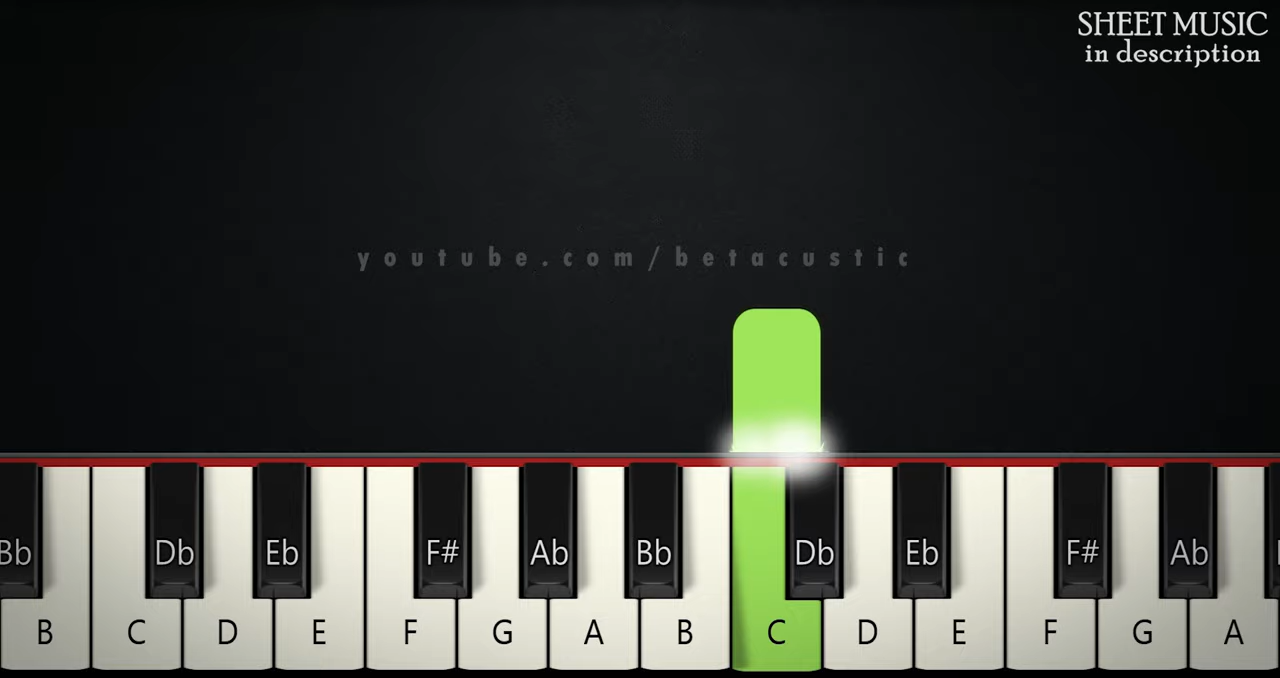 SHEET MUSIC
in description
youtube.com/betacustic
Bb Db Eb F# Ab Bb Db Eb F# Ab
B C D E F G A B C D E F G A